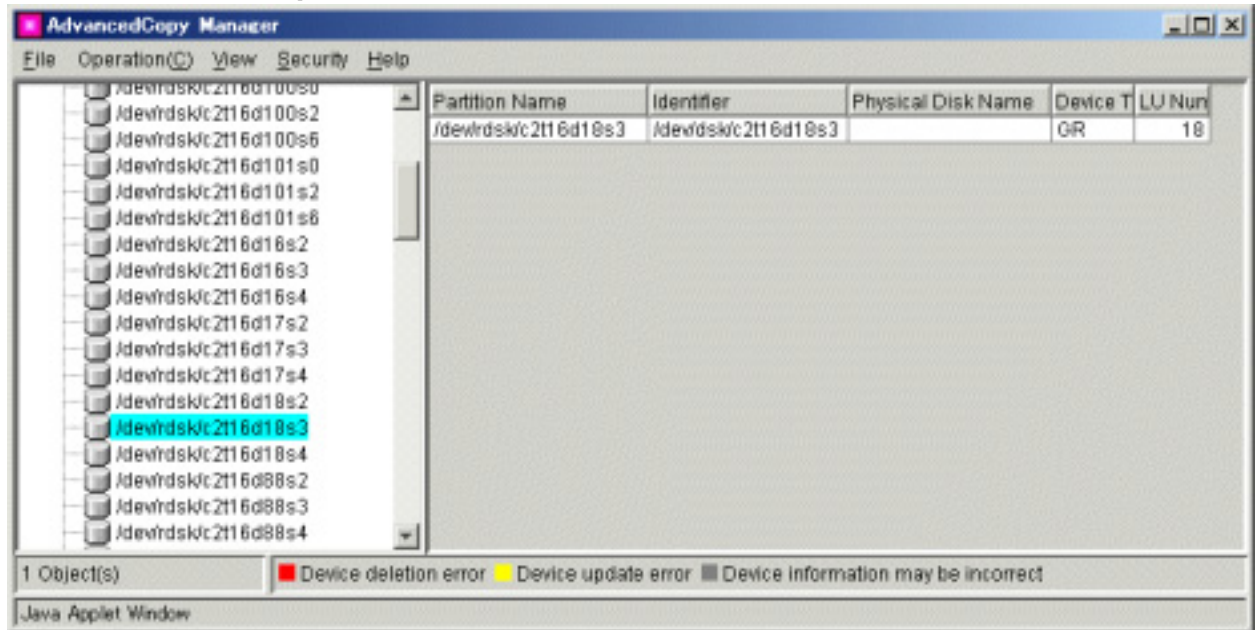 AdvancedCopy Manager
File Operation(C) View Security Help
/dev/rdsk/c2t16d100s0
/dev/rdsk/c2t16d100s2
/dev/rdsk/c2t16d100s6
/dev/rdsk/c2t16d101s0
/dev/rdsk/c2t16d101s2
/dev/rdsk/c2t16d101s6
/dev/rdsk/c2t16d16s2
/dev/rdsk/c2t16d16s3
/dev/rdsk/c2t16d16s4
/dev/rdsk/c2t16d17s2
/dev/rdsk/c2t16d17s3
/dev/rdsk/c2t16d17s4
/dev/rdsk/c2t16d18s2
/dev/rdsk/c2t16d18s3
/dev/rdsk/c2t16d18s4
/dev/rdsk/c2t16d88s2
/dev/rdsk/c2t16d88s3
/dev/rdsk/c2t16d88s4
Partition Name Identifier Physical Disk Name Device T LU Num
/dev/rdsk/c2t16d18s3 /dev/dsk/c2t16d18s3 GR 18
1 Object(s) Device deletion error Device update error Device information may be incorrect
Java Applet Window